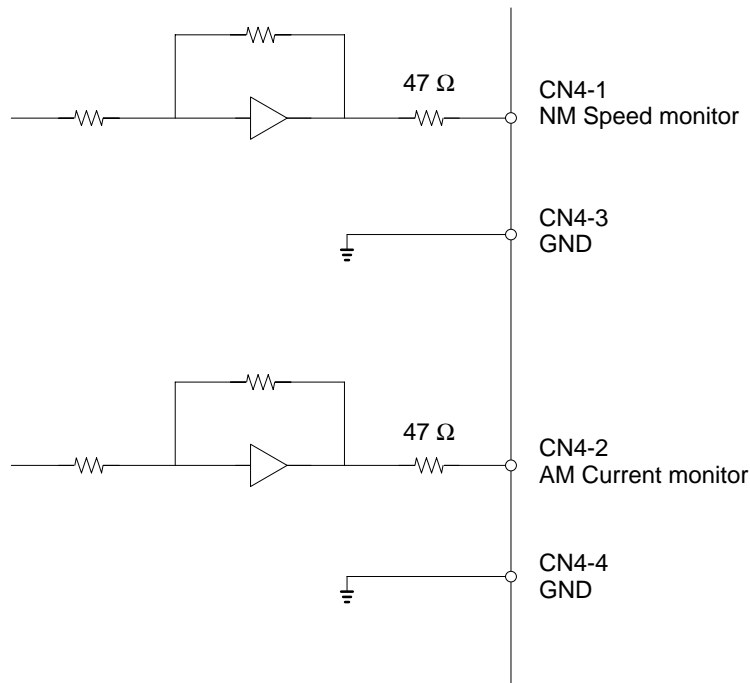 47 Ω
CN4-1
NM Speed monitor
CN4-3
GND
47 Ω
CN4-2
AM Current monitor
CN4-4
GND